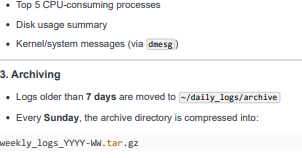 • Top 5 CPU-consuming processes
• Disk usage summary
• Kernel/system messages (via dmesg)
3. Archiving
• Logs older than 7 days are moved to ~/daily_logs/archive
• Every Sunday, the archive directory is compressed into:
weekly_logs_YYYY-WW.tar.gz